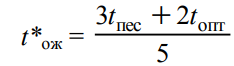 t*ож = (3tпес + 2tопт) / 5